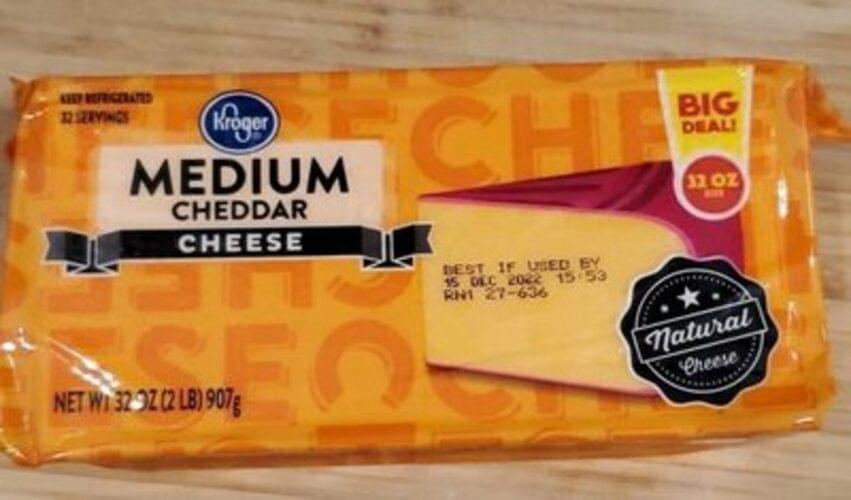 KEEP REFRIGERATED
32 SERVINGS
Kroger
MEDIUM
CHEDDAR
CHEESE
BIG
DEAL!
32 OZ
SIZE
BEST IF USED BY
15 DEC 2022 15:53
RN1 27-636
Natural
Cheese
NET WT 32 OZ (2 LB) 907g